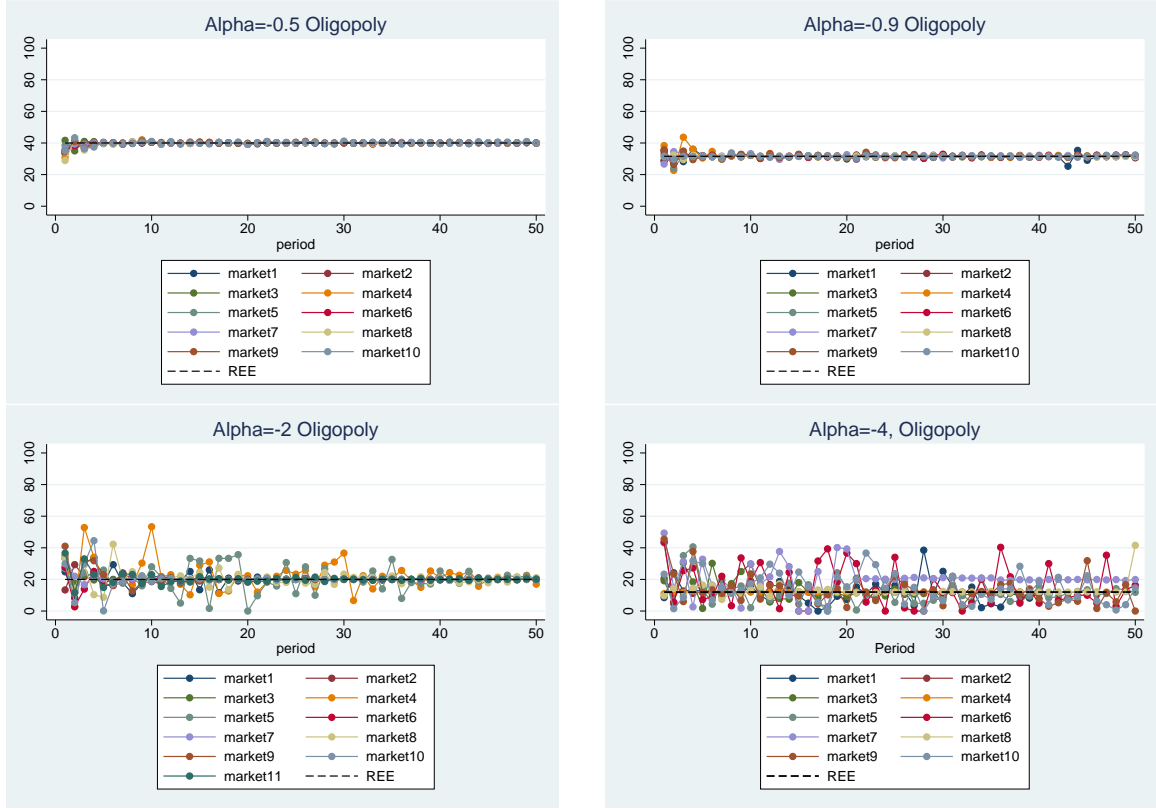 Alpha=-0.5 Oligopoly
100
80
60
40
20
0
0 10 20 30 40 50
period
market1 market2
market3 market4
market5 market6
market7 market8
market9 market10
REE
Alpha=-0.9 Oligopoly
100
80
60
40
20
0
0 10 20 30 40 50
period
market1 market2
market3 market4
market5 market6
market7 market8
market9 market10
REE
Alpha=-2 Oligopoly
100
80
60
40
20
0
0 10 20 30 40 50
period
market1 market2
market3 market4
market5 market6
market7 market8
market9 market10
market11 REE
Alpha=-4, Oligopoly
100
80
60
40
20
0
0 10 20 30 40 50
Period
market1 market2
market3 market4
market5 market6
market7 market8
market9 market10
REE